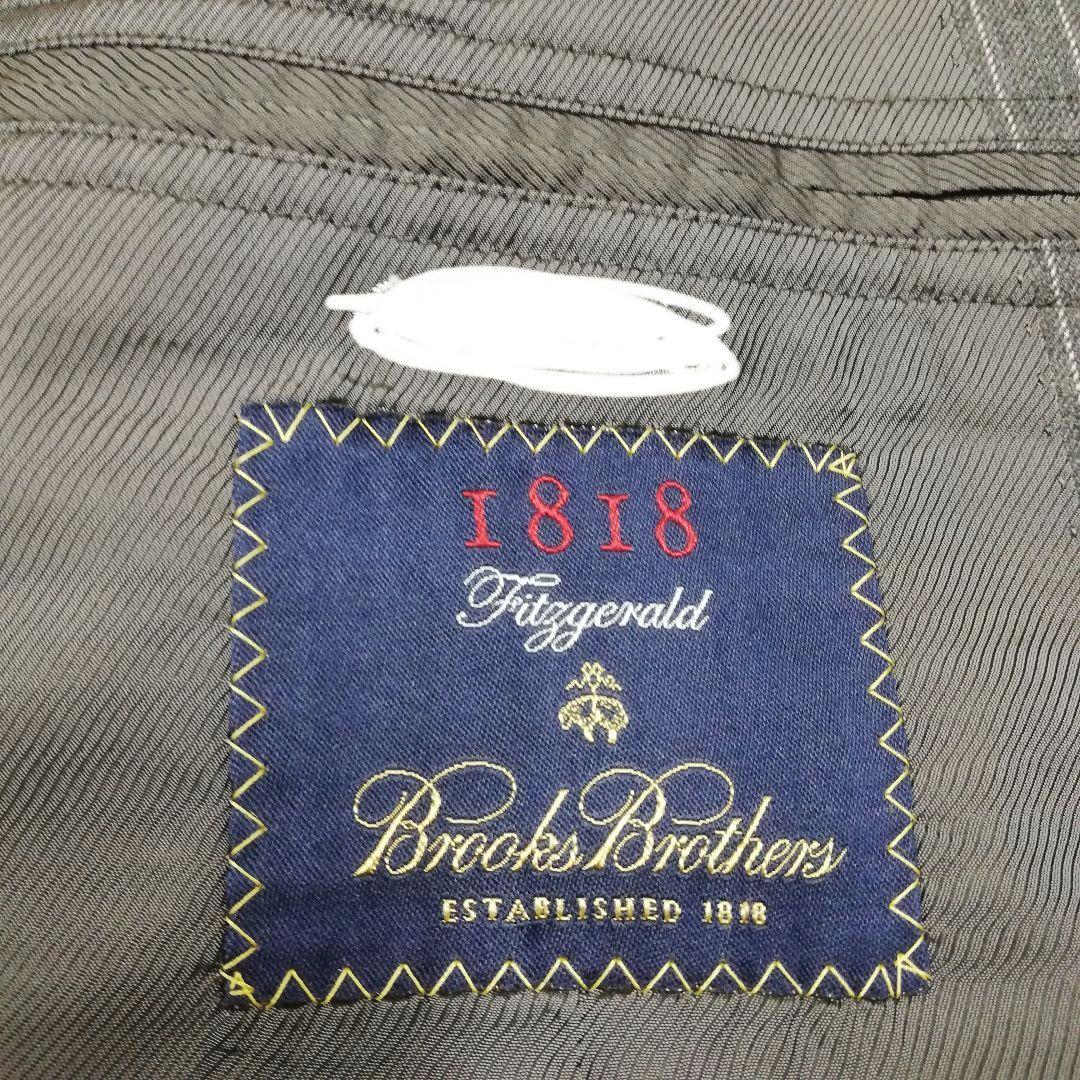 1818
Fitzgerald
Brooks Brothers
ESTABLISHED 1818